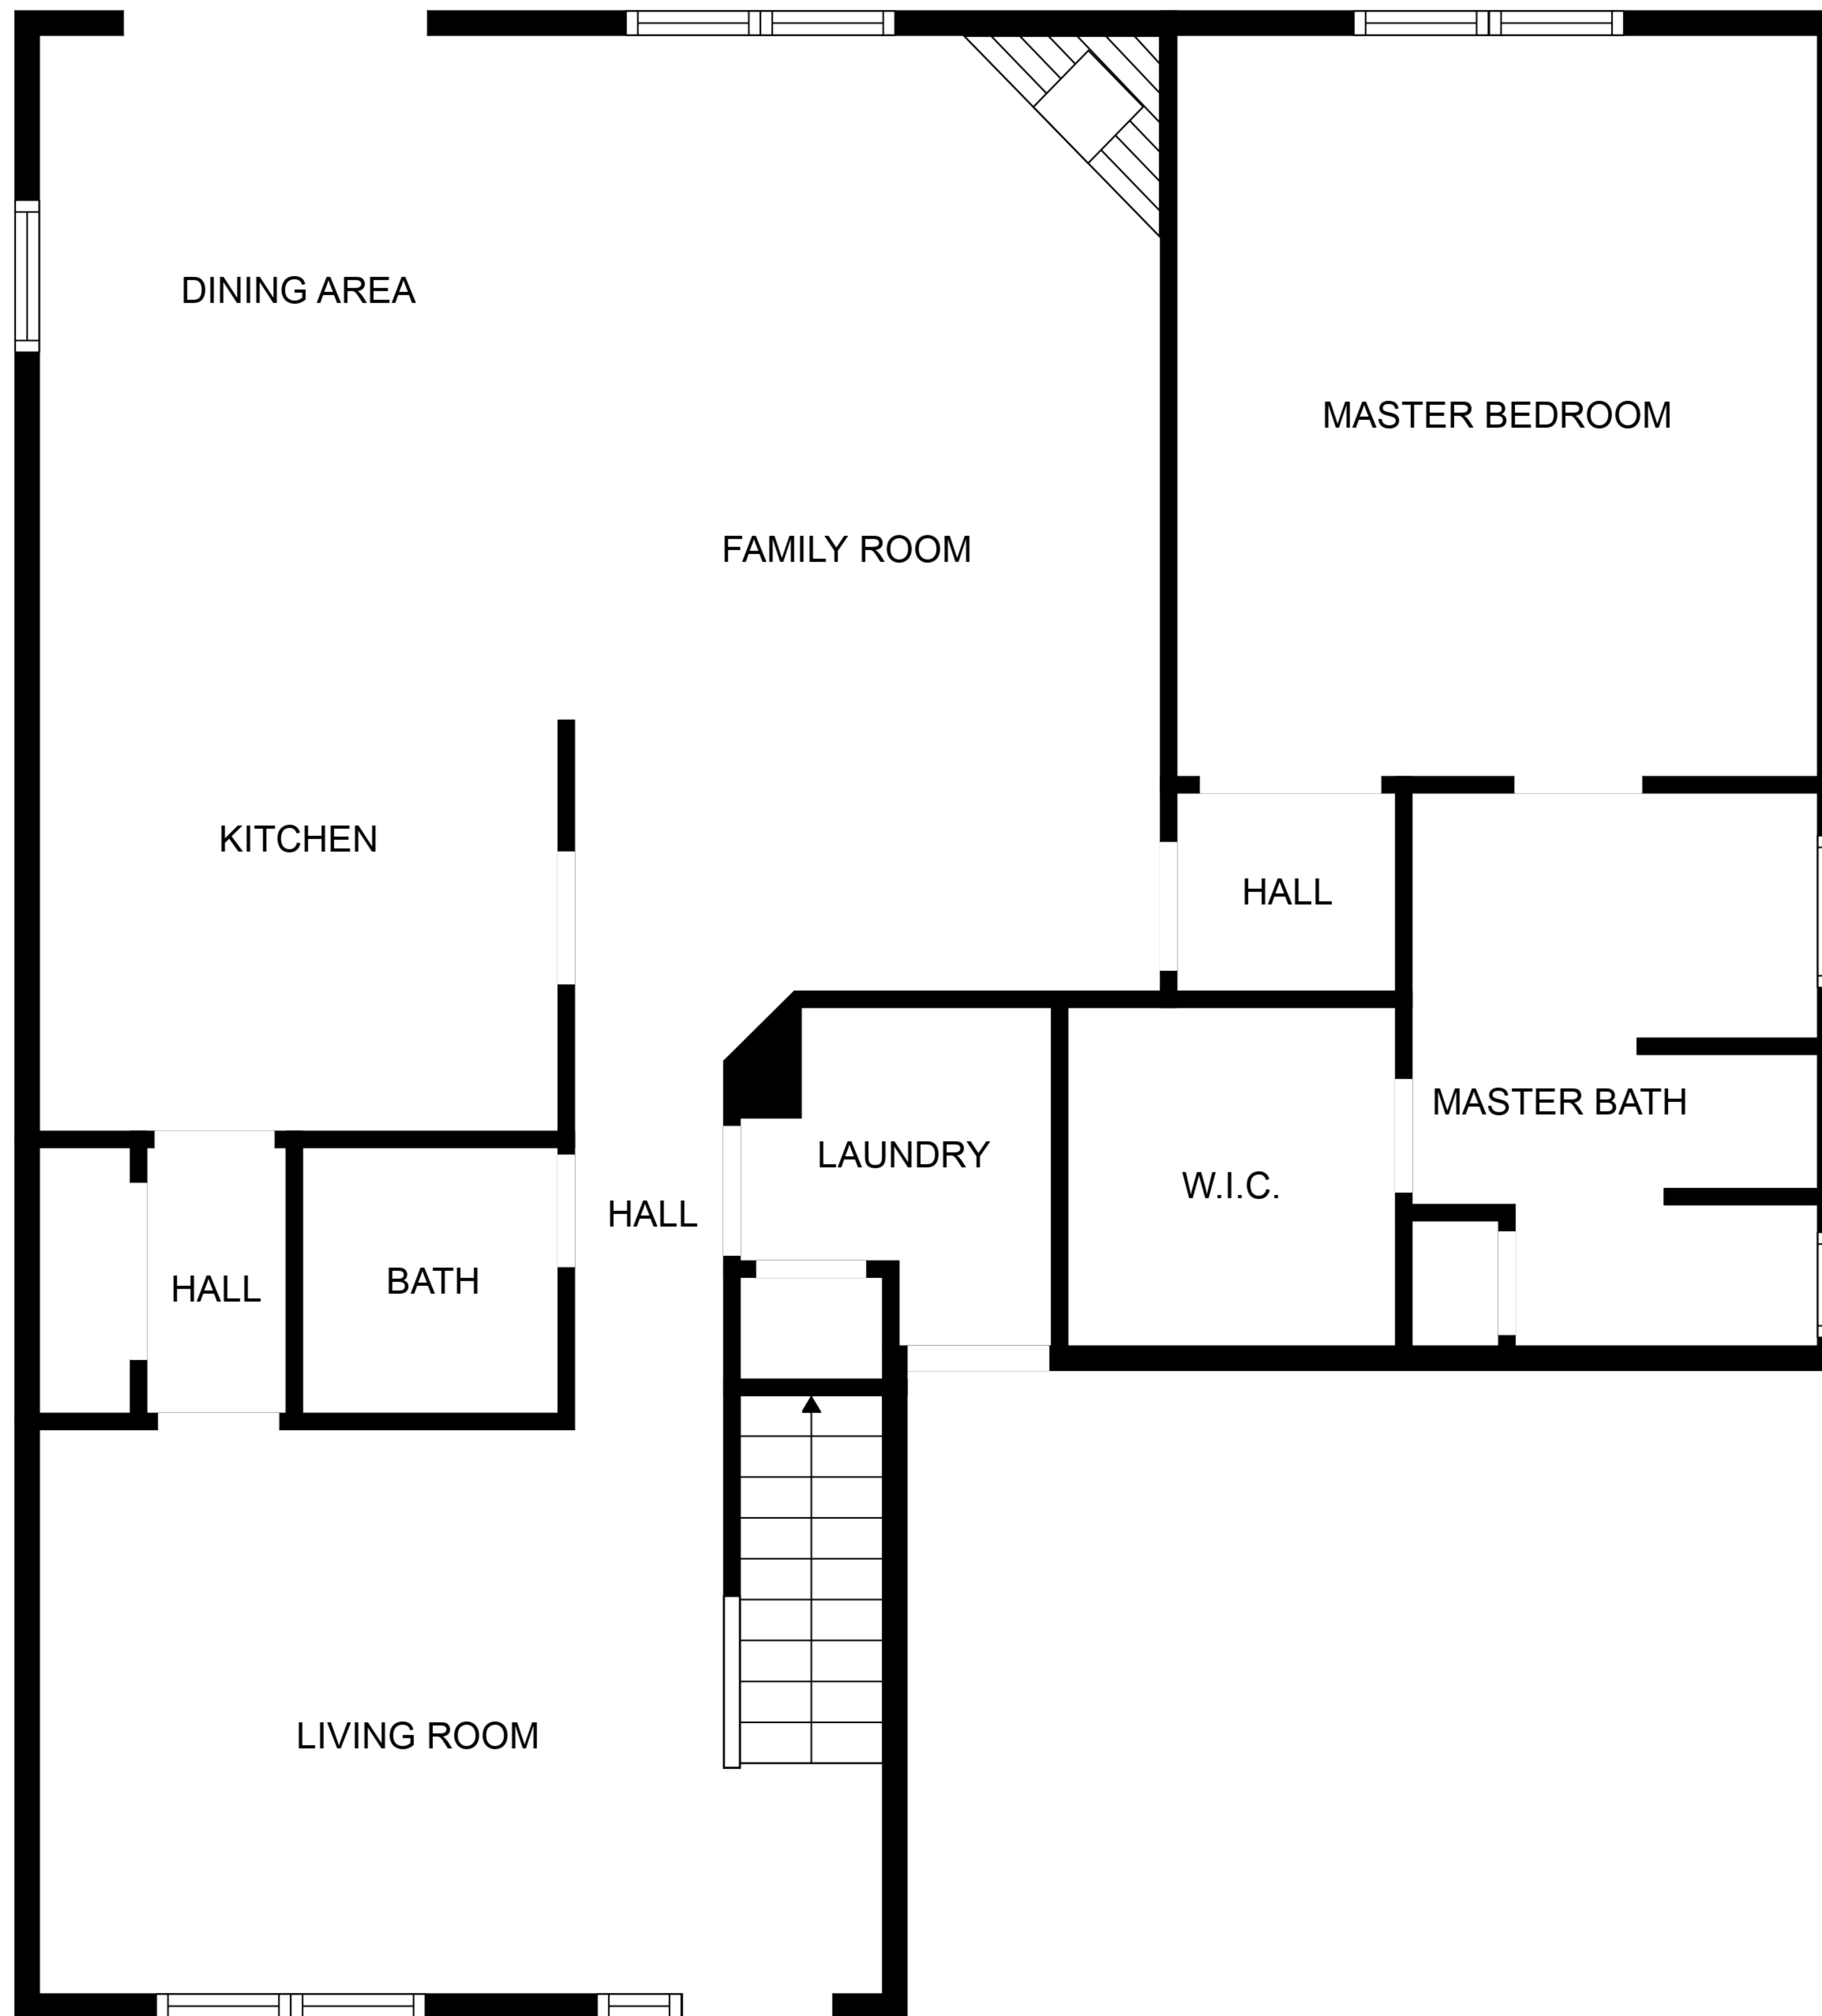 DINING AREA
MASTER BEDROOM
FAMILY ROOM
KITCHEN
HALL
MASTER BATH
LAUNDRY
W.I.C.
HALL
BATH
HALL
LIVING ROOM